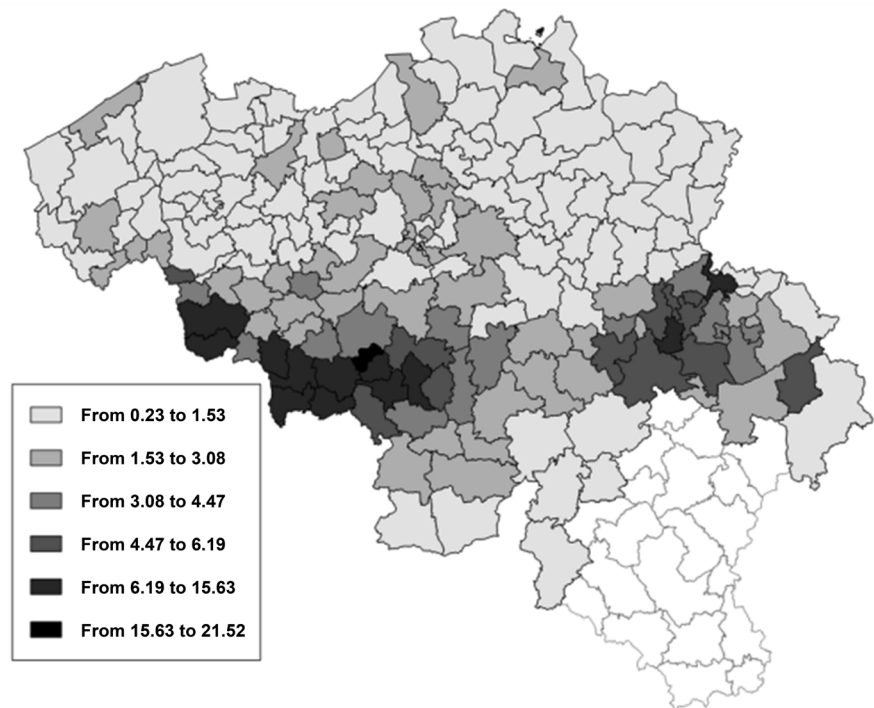 From 0.23 to 1.53
From 1.53 to 3.08
From 3.08 to 4.47
From 4.47 to 6.19
From 6.19 to 15.63
From 15.63 to 21.52